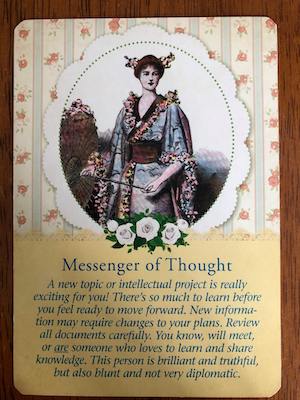 Messenger of Thought
A new topic or intellectual project is really
exciting for you! There's so much to learn before
you feel ready to move forward. New informa-
tion may require changes to your plans. Review
all documents carefully. You know, will meet,
or are someone who loves to learn and share
knowledge. This person is brilliant and truthful,
but also blunt and not very diplomatic.